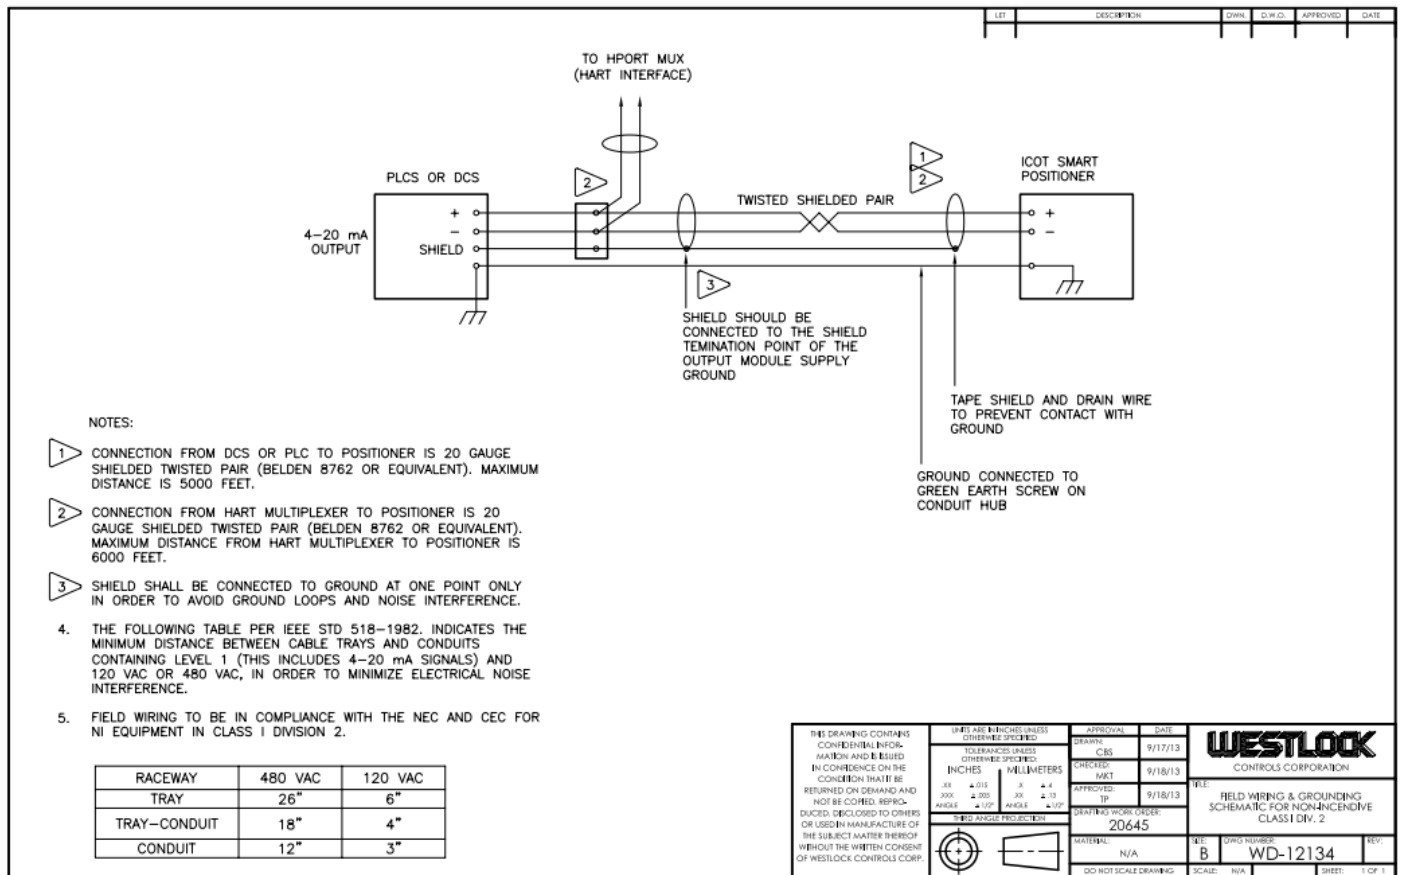 LET DESCRIPTION DWN. D.W.O. APPROVED DATE
TO HPORT MUX
(HART INTERFACE)
PLCS OR DCS
2
1
2
ICOT SMART
POSITIONER
TWISTED SHIELDED PAIR
4-20 mA
OUTPUT
+
-
SHIELD
+
-
3
SHIELD SHOULD BE
CONNECTED TO THE SHIELD
TEMINATION POINT OF THE
OUTPUT MODULE SUPPLY
GROUND
TAPE SHIELD AND DRAIN WIRE
TO PREVENT CONTACT WITH
GROUND
GROUND CONNECTED TO
GREEN EARTH SCREW ON
CONDUIT HUB
NOTES:
1 CONNECTION FROM DCS OR PLC TO POSITIONER IS 20 GAUGE
SHIELDED TWISTED PAIR (BELDEN 8762 OR EQUIVALENT). MAXIMUM
DISTANCE IS 5000 FEET.
2 CONNECTION FROM HART MULTIPLEXER TO POSITIONER IS 20
GAUGE SHIELDED TWISTED PAIR (BELDEN 8762 OR EQUIVALENT).
MAXIMUM DISTANCE FROM HART MULTIPLEXER TO POSITIONER IS
6000 FEET.
3 SHIELD SHALL BE CONNECTED TO GROUND AT ONE POINT ONLY
IN ORDER TO AVOID GROUND LOOPS AND NOISE INTERFERENCE.
4. THE FOLLOWING TABLE PER IEEE STD 518-1982. INDICATES THE
MINIMUM DISTANCE BETWEEN CABLE TRAYS AND CONDUITS
CONTAINING LEVEL 1 (THIS INCLUDES 4-20 mA SIGNALS) AND
120 VAC OR 480 VAC, IN ORDER TO MINIMIZE ELECTRICAL NOISE
INTERFERENCE.
5. FIELD WIRING TO BE IN COMPLIANCE WITH THE NEC AND CEC FOR
NI EQUIPMENT IN CLASS I DIVISION 2.
RACEWAY 480 VAC 120 VAC
TRAY 26" 6"
TRAY-CONDUIT 18" 4"
CONDUIT 12" 3"
THIS DRAWING CONTAINS
CONFIDENTIAL INFOR-
MATION AND IS ISSUED
IN CONFIDENCE ON THE
CONDITION THAT IT BE
RETURNED ON DEMAND AND
NOT BE COPIED, REPRO-
DUCED, DISCLOSED TO OTHERS
OR USED IN MANUFACTURE OF
THE SUBJECT MATTER THEREOF
WITHOUT THE WRITTEN CONSENT
OF WESTLOCK CONTROLS CORP.
UNITS ARE IN INCHES UNLESS
OTHERWISE SPECIFIED
TOLERANCES UNLESS
OTHERWISE SPECIFIED:
INCHES MILLIMETERS
.XX ±.015 .X ±.4
.XXX ±.005 .XX ±.13
ANGLE ±1/2° ANGLE ±1/2°
THIRD ANGLE PROJECTION
APPROVAL DATE
DRAWN: CBS 9/17/13
CHECKED: MKT 9/18/13
APPROVED: TP 9/18/13
DRAFTING WORK ORDER:
20645
MATERIAL:
N/A
DO NOT SCALE DRAWING
WESTLOCK
CONTROLS CORPORATION
TITLE:
FIELD WIRING & GROUNDING
SCHEMATIC FOR NON-INCENDIVE
CLASS I DIV. 2
SIZE: B DWG NUMBER: WD-12134 REV:
SCALE: N/A SHEET: 1 OF 1